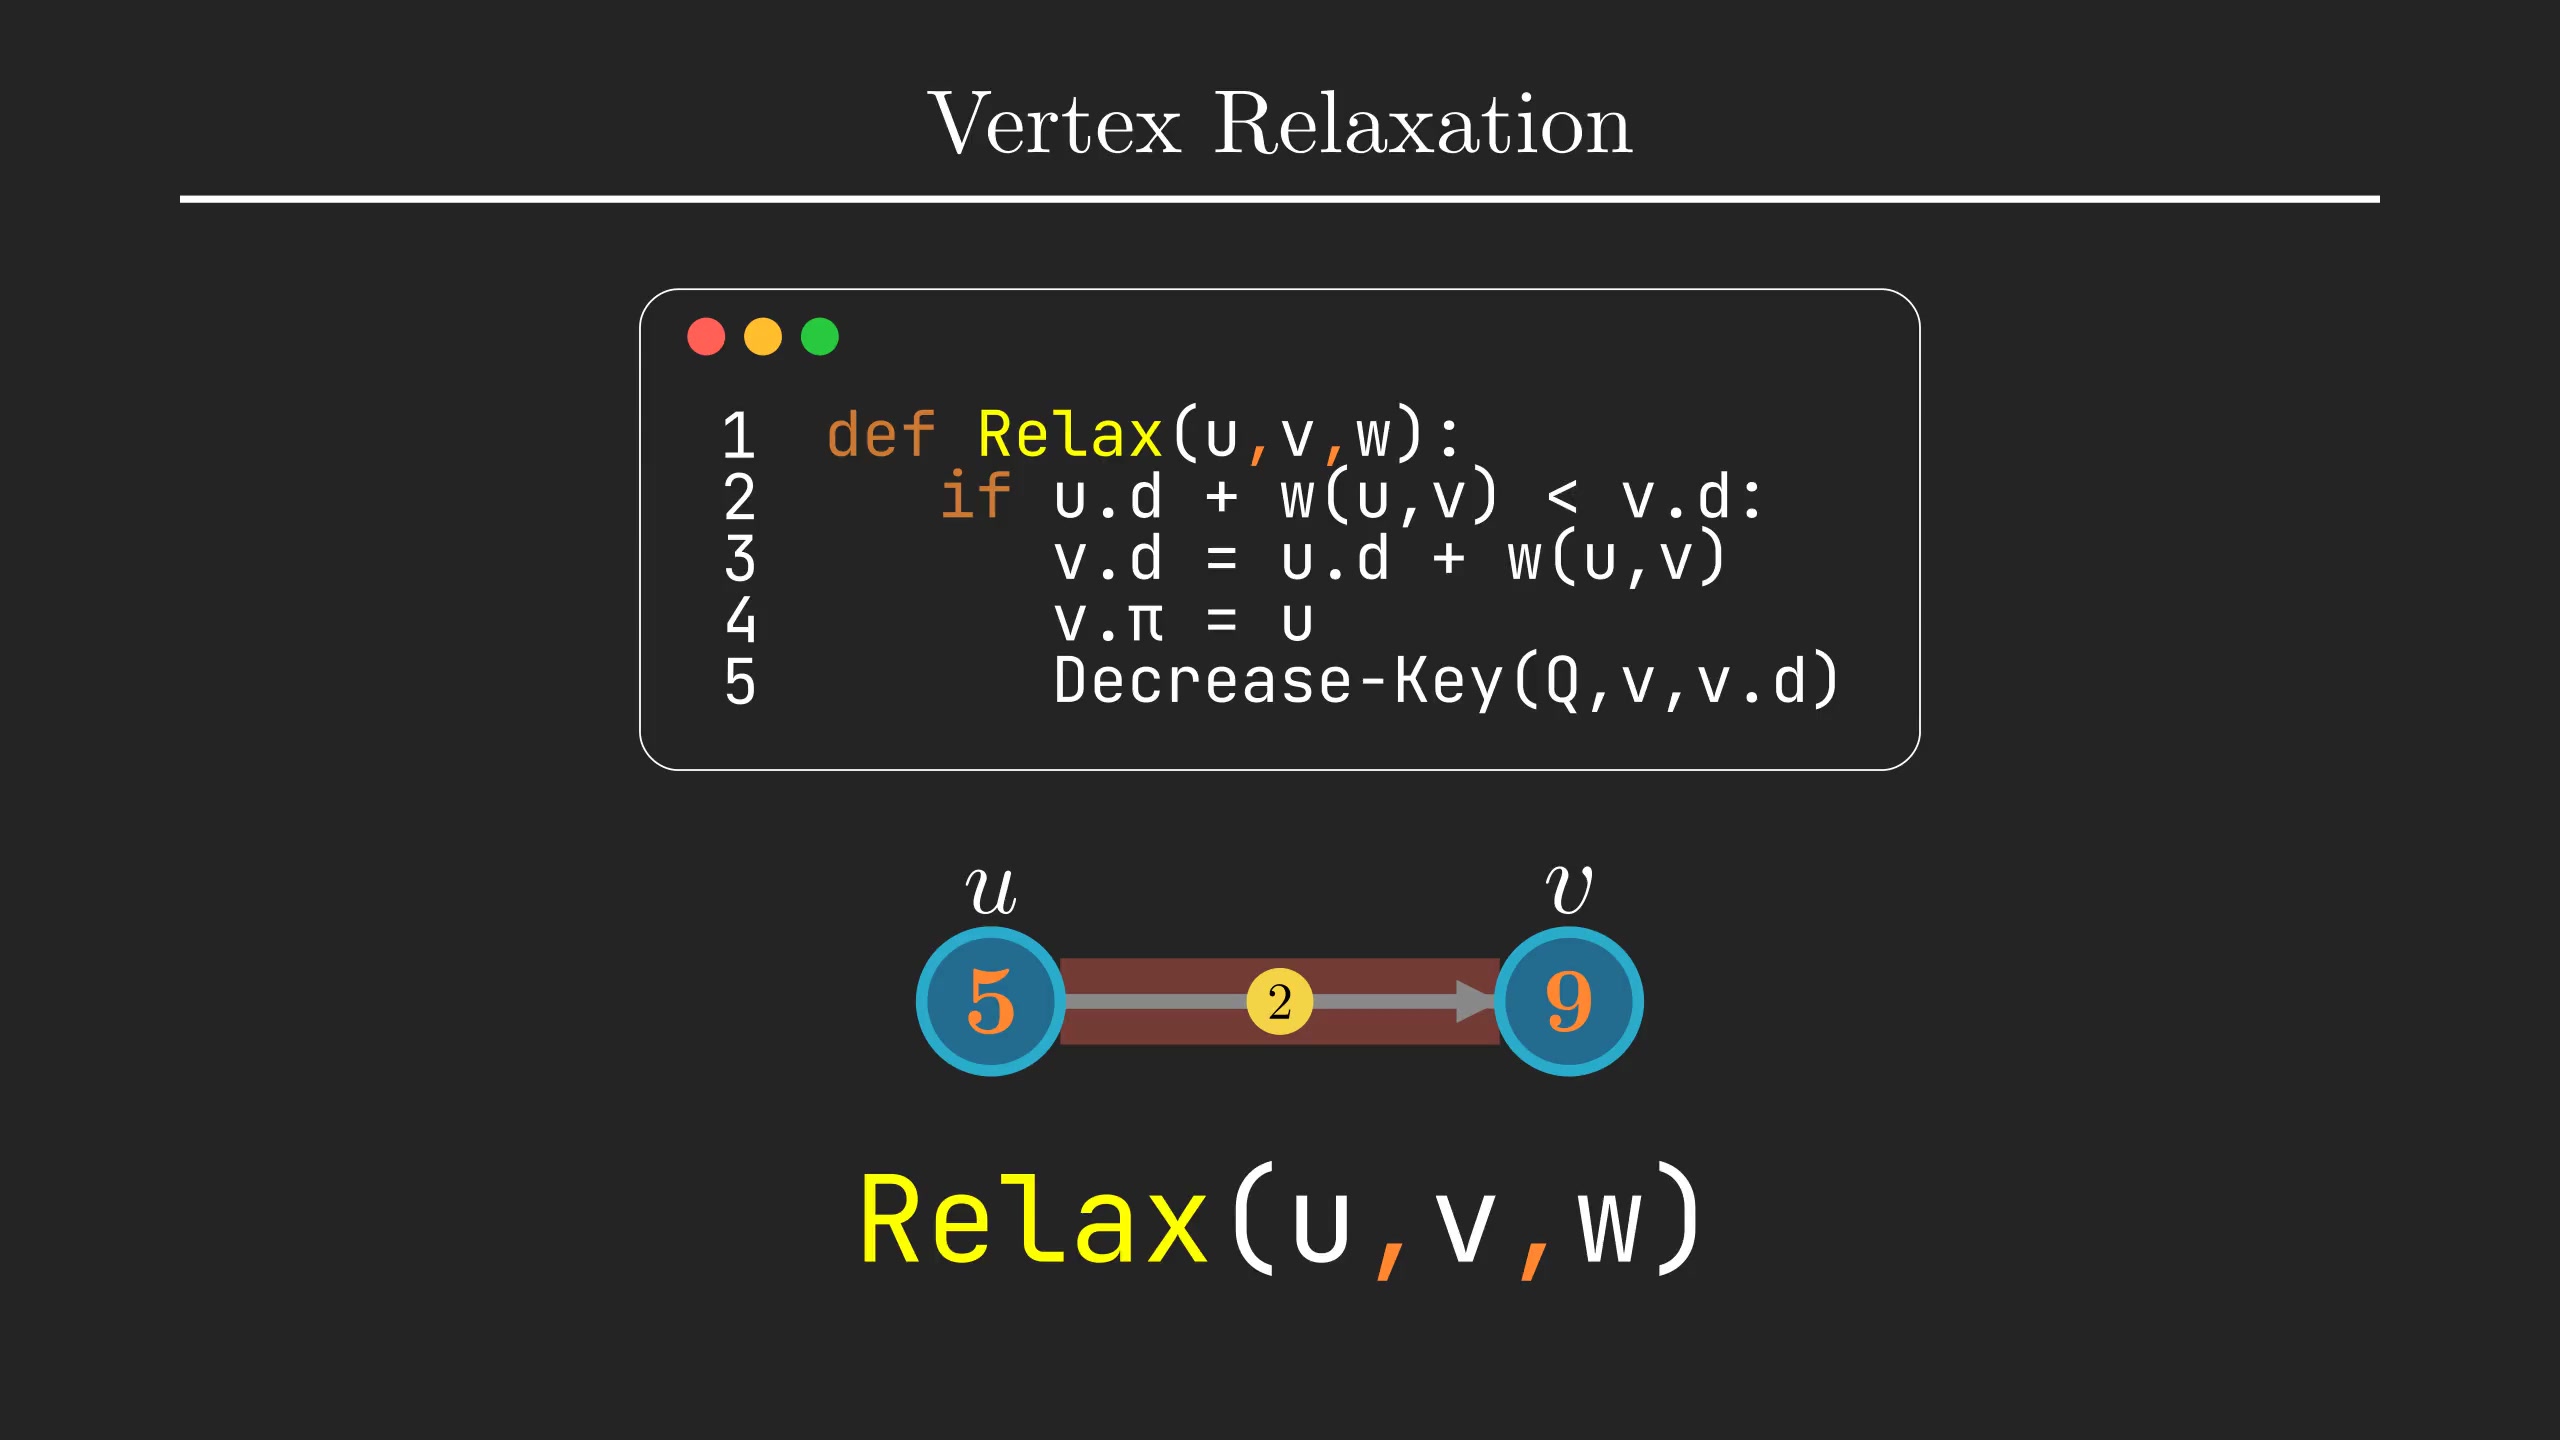 Vertex Relaxation
1 def Relax(u,v,w):
2 if u.d + w(u,v) < v.d:
3 v.d = u.d + w(u,v)
4 v.π = u
5 Decrease-Key(Q,v,v.d)
u v
5 2 9
Relax(u,v,w)